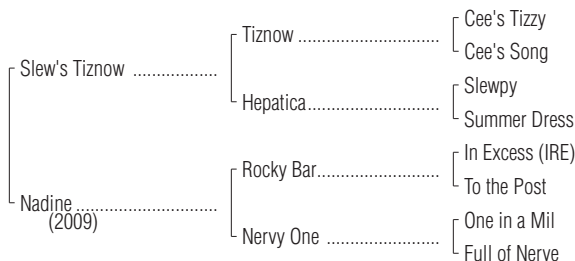 Cee's Tizzy
Tiznow
Cee's Song
Slew's Tiznow
Slewpy
Hepatica
Summer Dress
In Excess (IRE)
Rocky Bar
To the Post
Nadine
(2009)
One in a Mil
Nervy One
Full of Nerve